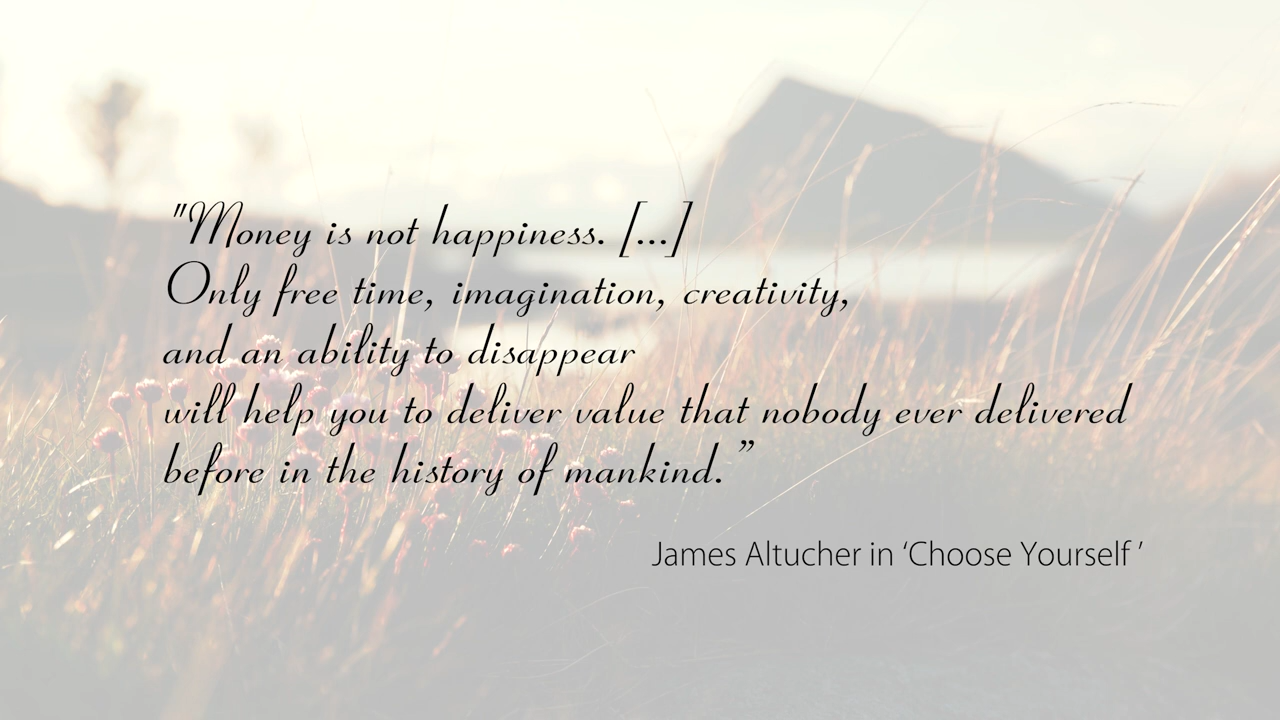 "Money is not happiness. [...]
Only free time, imagination, creativity,
and an ability to disappear
will help you to deliver value that nobody ever delivered
before in the history of mankind.”
James Altucher in ‘Choose Yourself ’